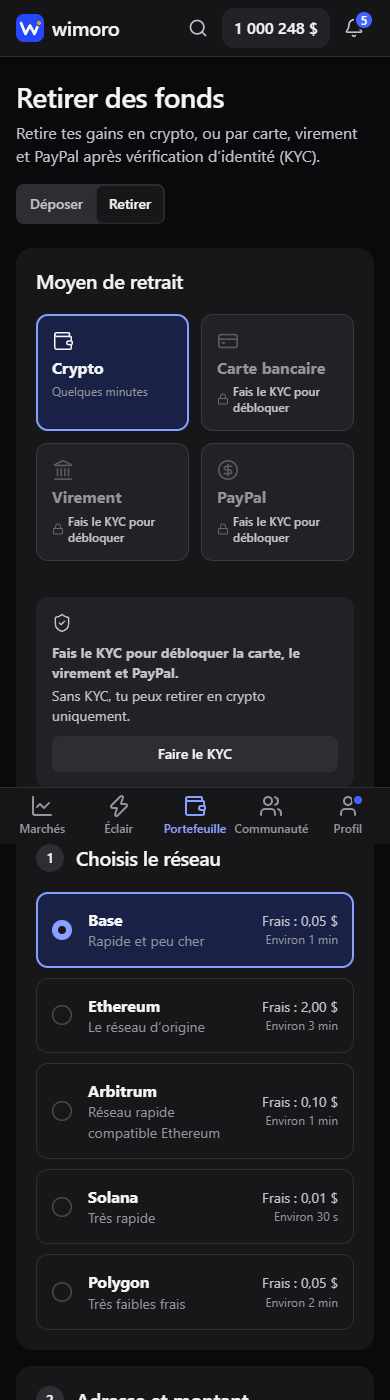 wimoro
1 000 248 $
5
Retirer des fonds
Retire tes gains en crypto, ou par carte, virement
et PayPal après vérification d'identité (KYC).
Déposer
Retirer
Moyen de retrait
Crypto
Quelques minutes
Carte bancaire
Fais le KYC pour
débloquer
Virement
Fais le KYC pour
débloquer
PayPal
Fais le KYC pour
débloquer
Fais le KYC pour débloquer la carte, le
virement et PayPal.
Sans KYC, tu peux retirer en crypto
uniquement.
Faire le KYC
Marchés
Éclair
Portefeuille
Communauté
Profil
1
Choisis le réseau
Base
Rapide et peu cher
Frais : 0,05 $
Environ 1 min
Ethereum
Le réseau d'origine
Frais : 2,00 $
Environ 3 min
Arbitrum
Réseau rapide
compatible Ethereum
Frais : 0,10 $
Environ 1 min
Solana
Très rapide
Frais : 0,01 $
Environ 30 s
Polygon
Très faibles frais
Frais : 0,05 $
Environ 2 min
2
Adresse et montant